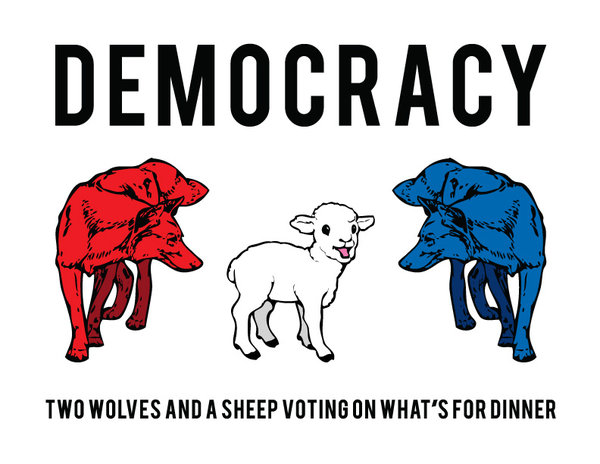 DEMOCRACY
TWO WOLVES AND A SHEEP VOTING ON WHAT'S FOR DINNER